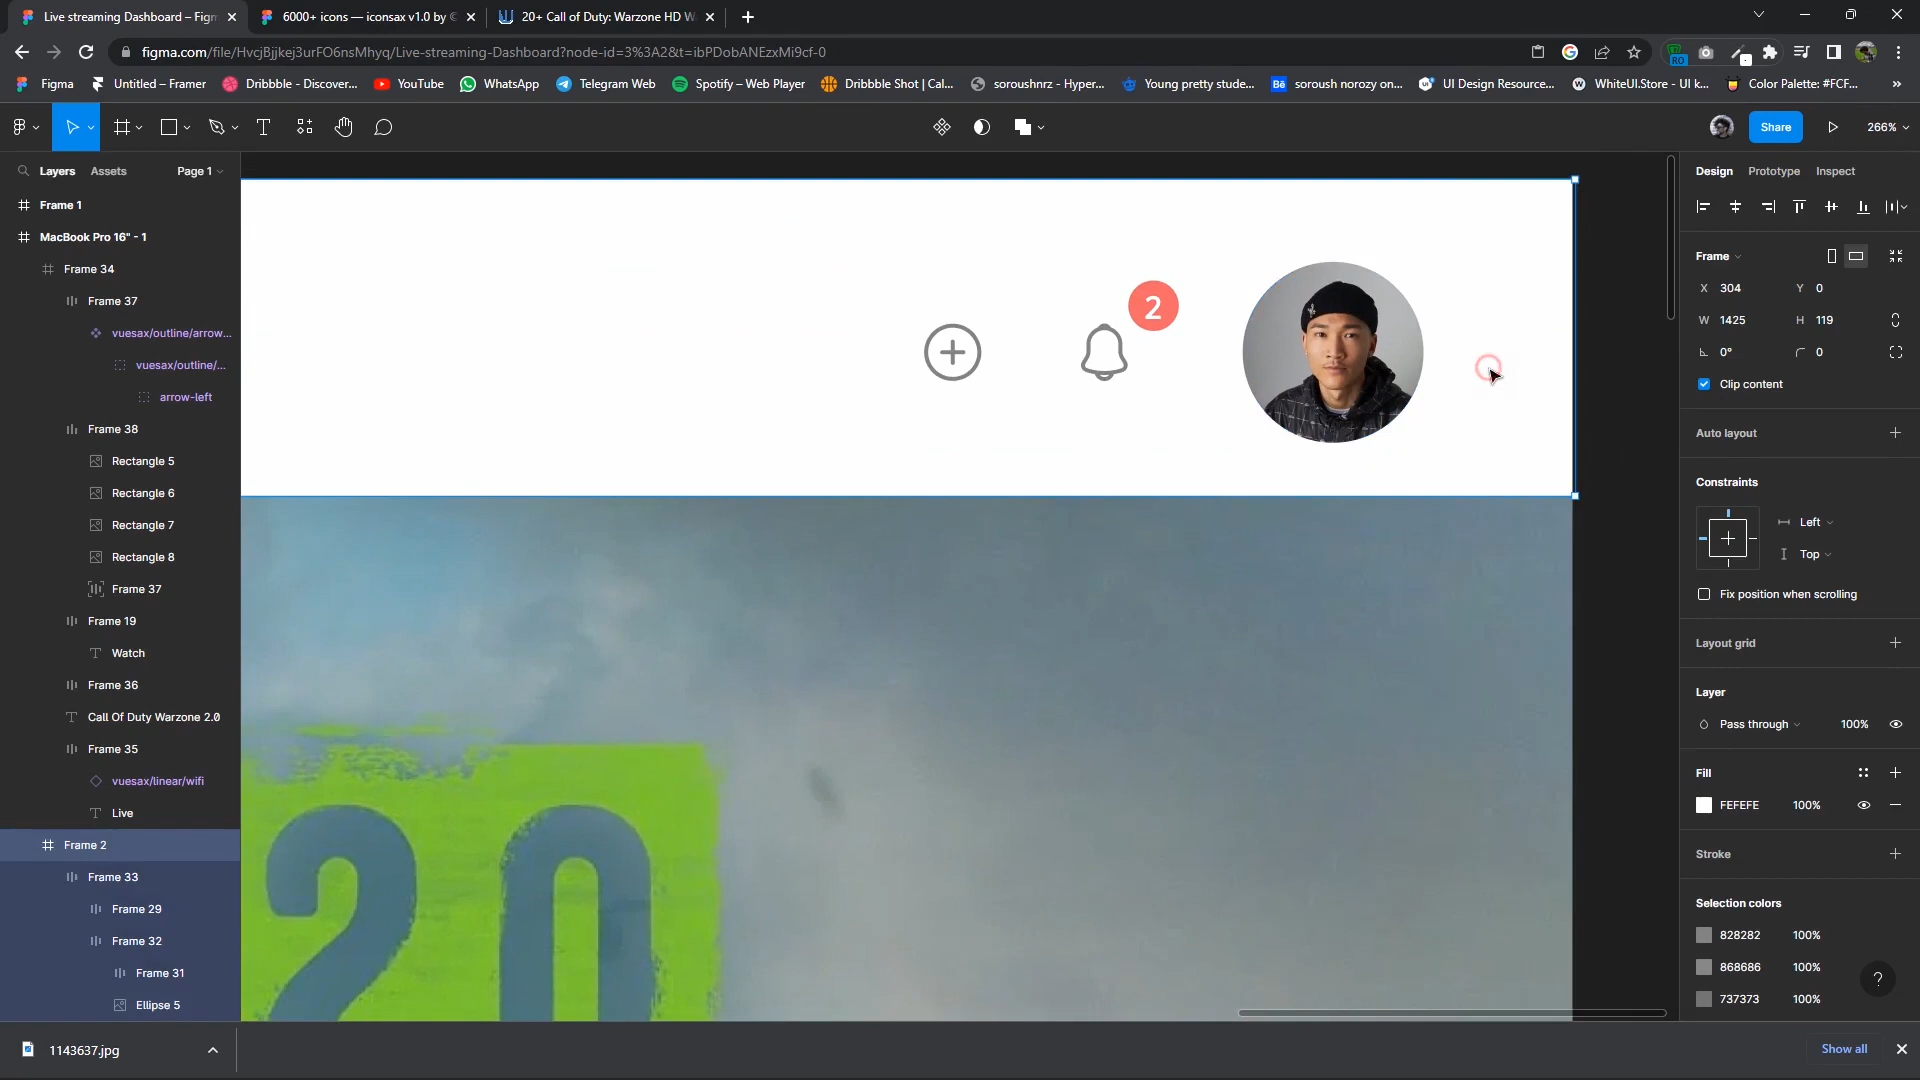 Live streaming Dashboard – Figm
6000+ icons — iconsax v1.0 by
20+ Call of Duty: Warzone HD W
figma.com/file/HvcjBjjkej3urFO6nsMhyq/Live-streaming-Dashboard?node-id=3%3A2&t=ibPDobANEzxMi9cf-0
RO
Figma
Untitled – Framer
Dribbble - Discover...
YouTube
WhatsApp
Telegram Web
Spotify – Web Player
Dribbble Shot | Cal...
soroushnrz - Hyper...
Young pretty stude...
Bē soroush norozy on...
UI Design Resource...
WhiteUI.Store - UI k...
Color Palette: #FCF...
»
Share
266%
Layers
Assets
Page 1
Design
Prototype
Inspect
Frame 1
MacBook Pro 16" - 1
Frame 34
Frame 37
vuesax/outline/arrow...
vuesax/outline/...
arrow-left
Frame 38
Rectangle 5
Rectangle 6
Rectangle 7
Rectangle 8
Frame 37
Frame 19
Watch
Frame 36
Call Of Duty Warzone 2.0
Frame 35
vuesax/linear/wifi
Live
Frame 2
Frame 33
Frame 29
Frame 32
Frame 31
Ellipse 5
2
20
Frame
X 304 Y 0
W 1425 H 119
0° 0
Clip content
Auto layout
Constraints
Left
Top
Fix position when scrolling
Layout grid
Layer
Pass through 100%
Fill
FEFEFE 100%
Stroke
Selection colors
828282 100%
868686 100%
737373 100%
?
1143637.jpg
Show all